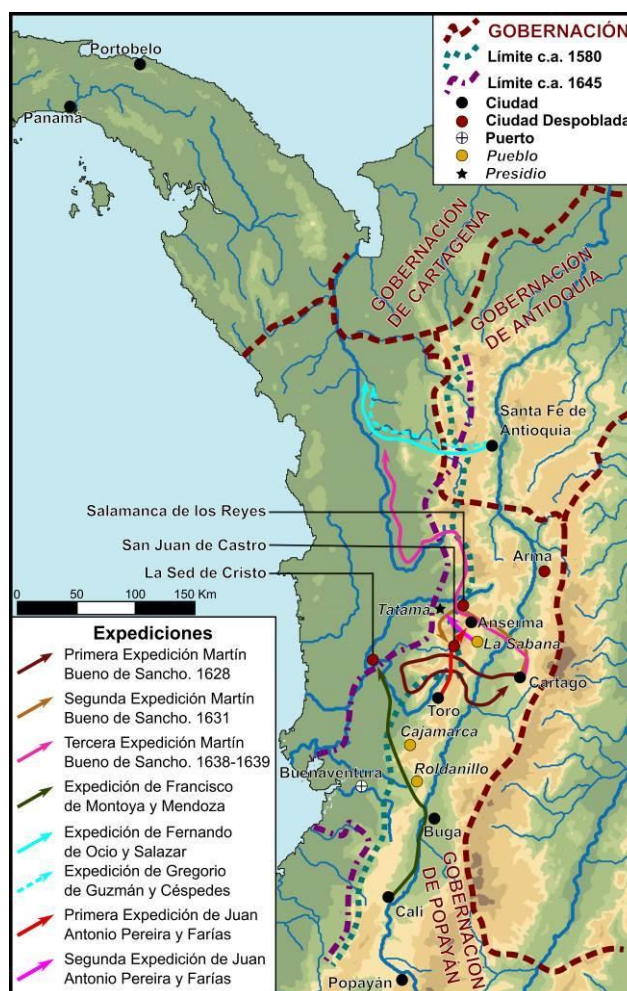 GOBERNACIÓN
Límite c.a. 1580
Límite c.a. 1645
Ciudad
Ciudad Despoblada
Puerto
Pueblo
Presidio
Portobelo
Panamá
GOBERNACIÓN
DE CARTAGENA
GOBERNACIÓN
DE ANTIOQUIA
Santa Fé de
Antioquia
Salamanca de los Reyes
San Juan de Castro
La Sed de Cristo
0 50 100 150 Km
Arma
Tatama
Anserma
La Sabana
Cartago
Toro
Cajamarca
Buenaventura
Roldanillo
Buga
GOBERNACIÓN
DE POPAYÁN
Cali
Popayán
Expediciones
Primera Expedición Martín
Bueno de Sancho. 1628
Segunda Expedición Martín
Bueno de Sancho. 1631
Tercera Expedición Martín
Bueno de Sancho. 1638-1639
Expedición de Francisco
de Montoya y Mendoza
Expedición de Fernando
de Ocio y Salazar
Expedición de Gregorio
de Guzmán y Céspedes
Primera Expedición de Juan
Antonio Pereira y Farías
Segunda Expedición de Juan
Antonio Pereira y Farías